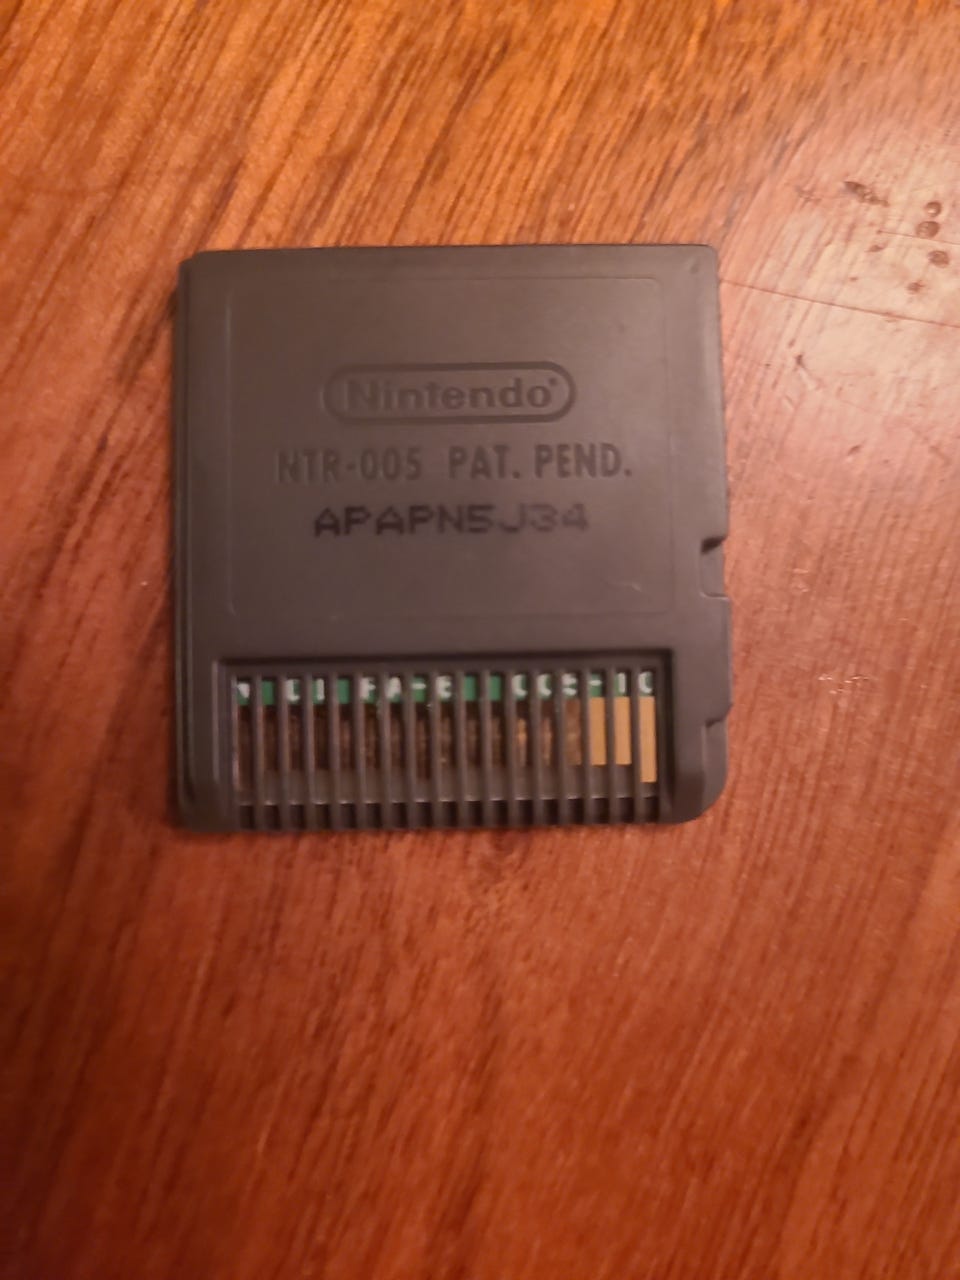 Nintendo®
NTR-005 PAT. PEND.
APAPN5J34